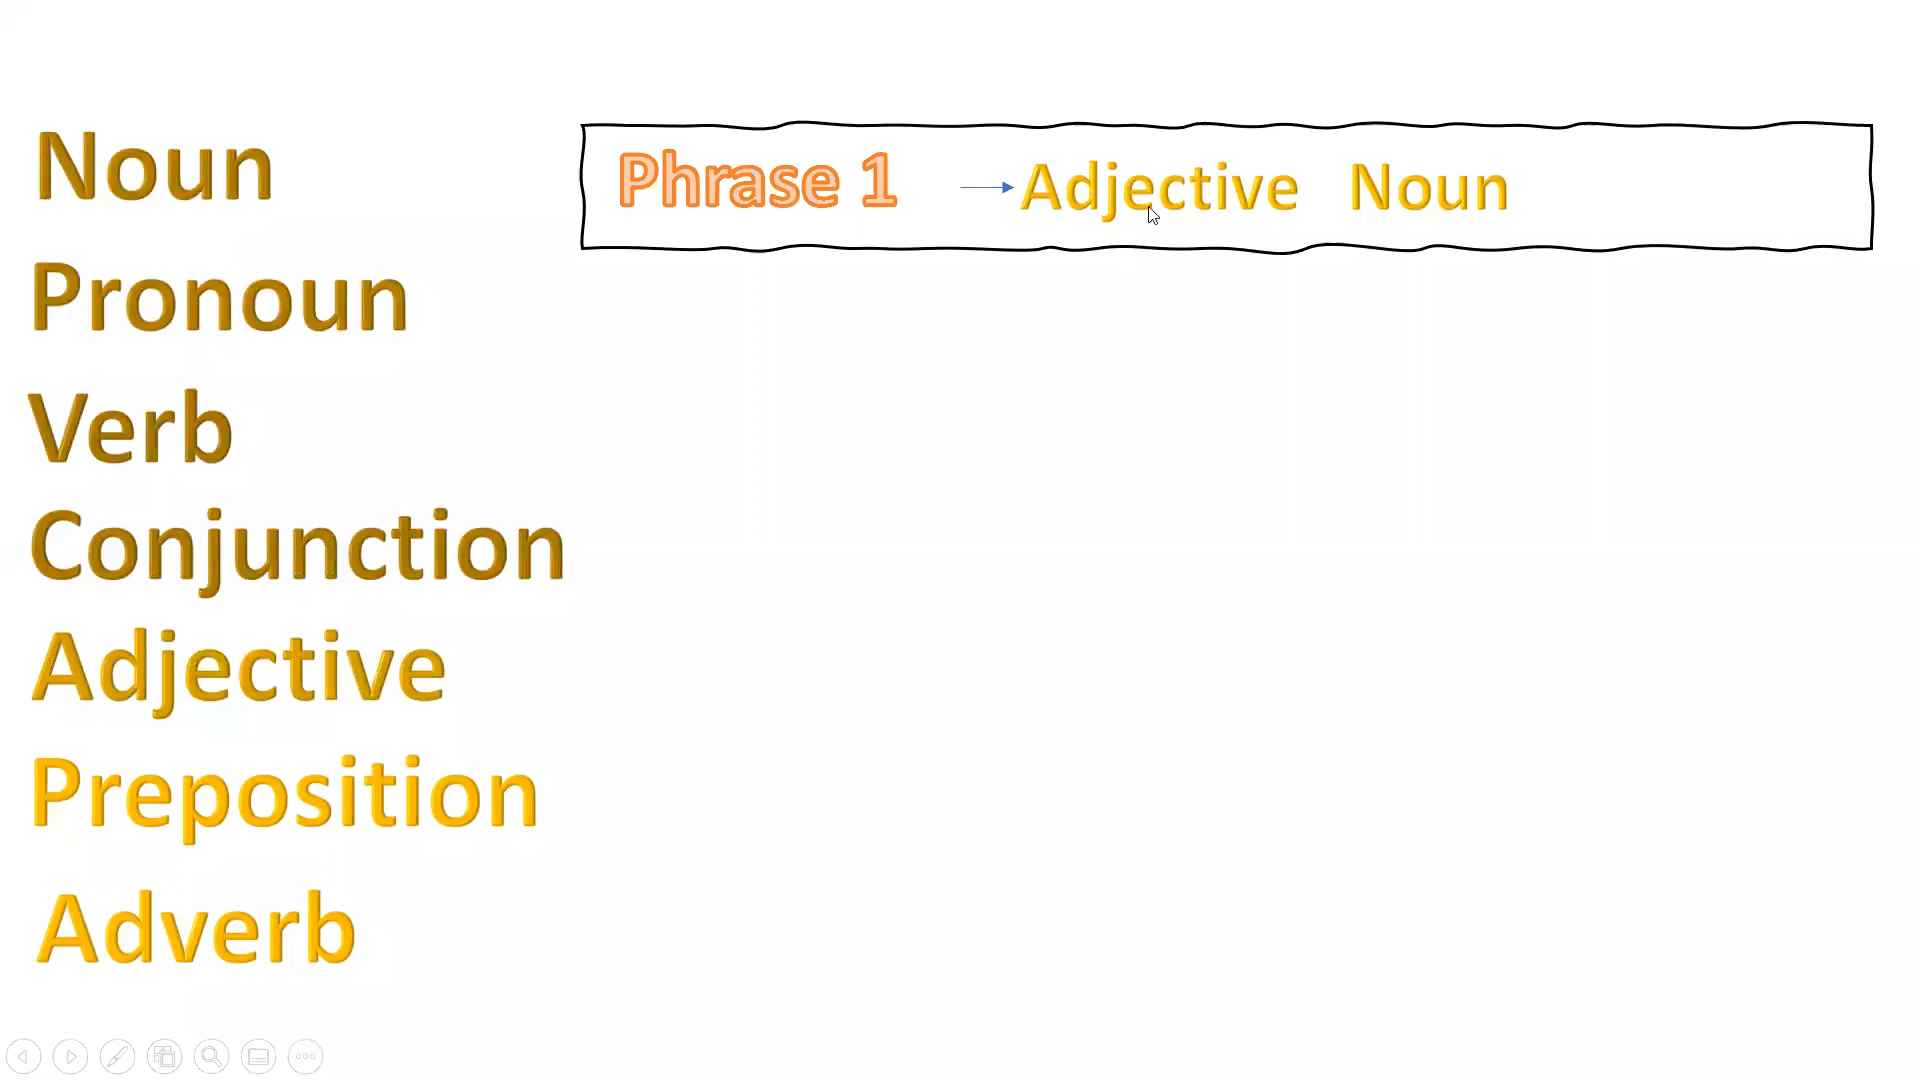 Noun
Pronoun
Verb
Conjunction
Adjective
Preposition
Adverb
Phrase 1 Adjective Noun